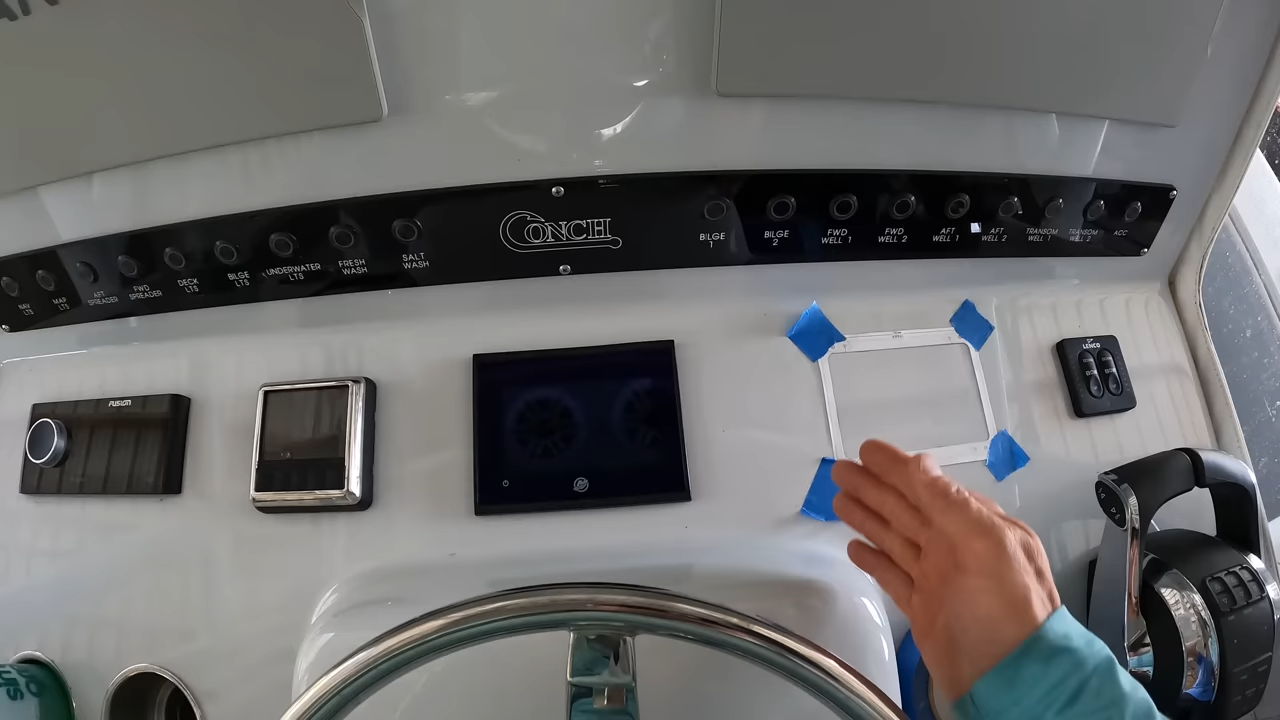 NAV
LTS
MAP
LTS
AFT
SPREADER
FWD
SPREADER
DECK
LTS
BILGE
LTS
UNDERWATER
LTS
FRESH
WASH
SALT
WASH
CONCH
BILGE
1
BILGE
2
FWD
WELL 1
FWD
WELL 2
AFT
WELL 1
AFT
WELL 2
TRANSOM
WELL 1
TRANSOM
WELL 2
ACC
FUSION
LENCO